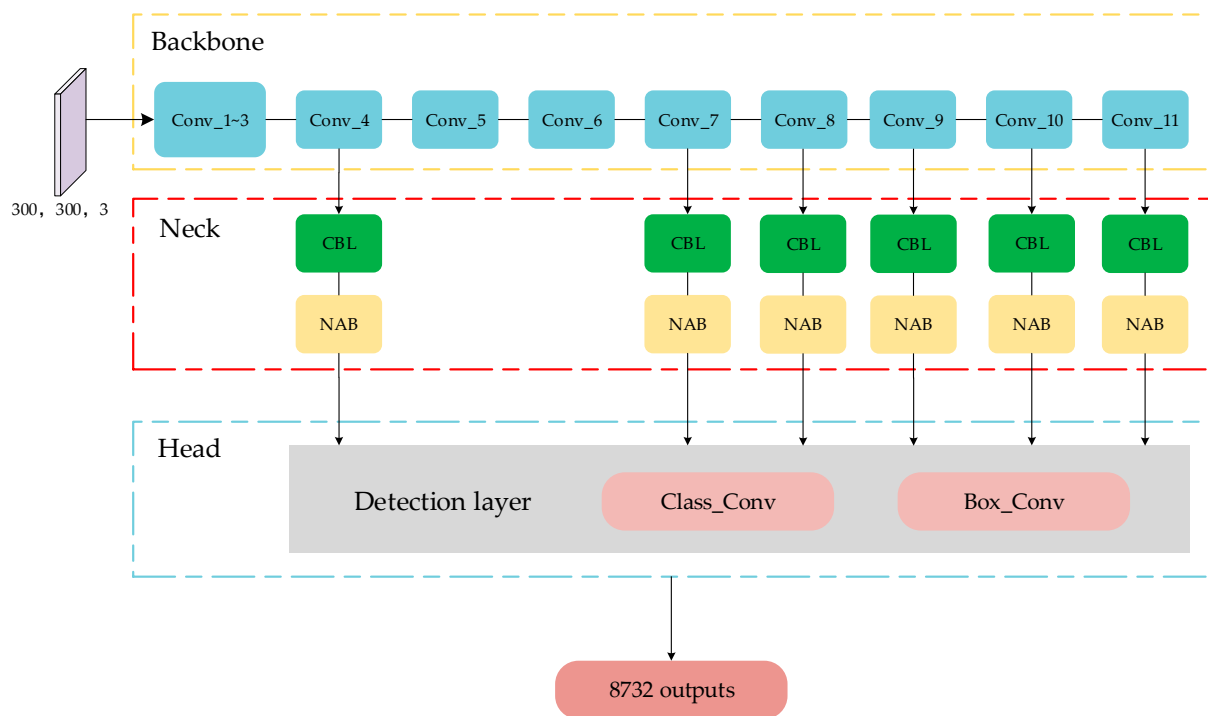 Backbone
Conv_1~3 Conv_4 Conv_5 Conv_6 Conv_7 Conv_8 Conv_9 Conv_10 Conv_11
300, 300, 3
Neck
CBL CBL CBL CBL CBL CBL
NAB NAB NAB NAB NAB NAB
Head
Detection layer Class_Conv Box_Conv
8732 outputs